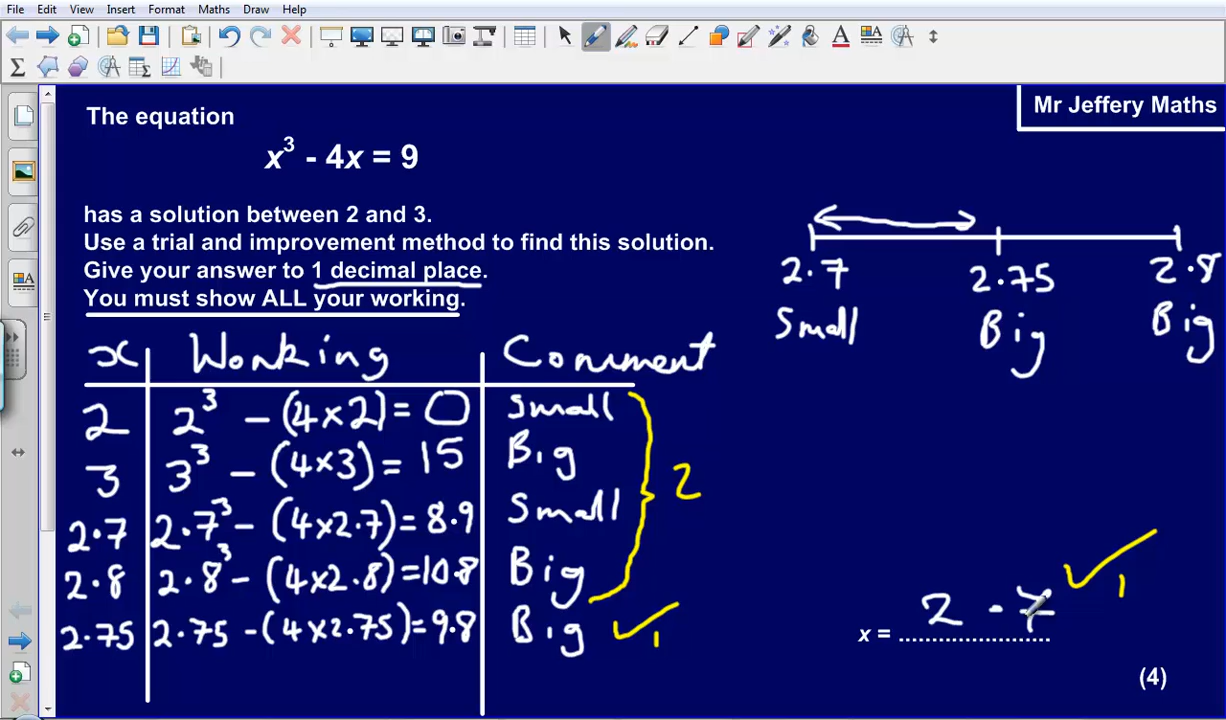 File Edit View Insert Format Maths Draw Help
Mr Jeffery Maths
The equation
x³ - 4x = 9
has a solution between 2 and 3.
Use a trial and improvement method to find this solution.
Give your answer to 1 decimal place.
You must show ALL your working.
2.7 2.75 2.8
Small Big Big
x Working Comment
2 2³ - (4×2) = 0 Small
3 3³ - (4×3) = 15 Big
2.7 2.7³ - (4×2.7) = 8.9 Small
2.8 2.8³ - (4×2.8) = 10.8 Big
2
2.75 2.75 - (4×2.75) = 9.8 Big ✓ 1
x = 2.7 ✓ 1
(4)